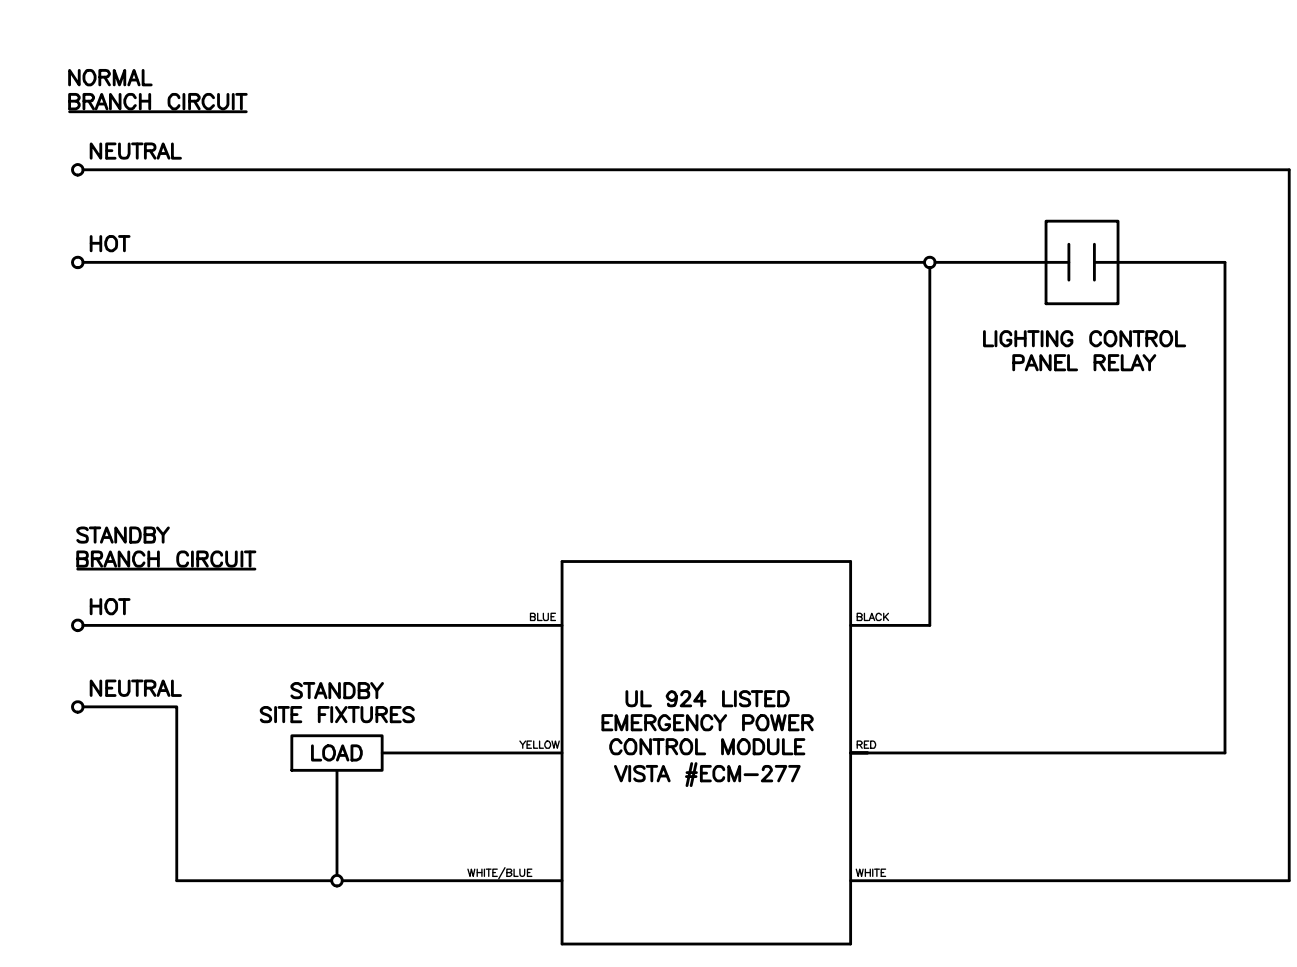 NORMAL
BRANCH CIRCUIT
NEUTRAL
HOT
LIGHTING CONTROL
PANEL RELAY
STANDBY
BRANCH CIRCUIT
HOT
BLUE
BLACK
NEUTRAL
STANDBY
SITE FIXTURES
LOAD
YELLOW
UL 924 LISTED
EMERGENCY POWER
CONTROL MODULE
VISTA #ECM-277
RED
WHITE/BLUE
WHITE